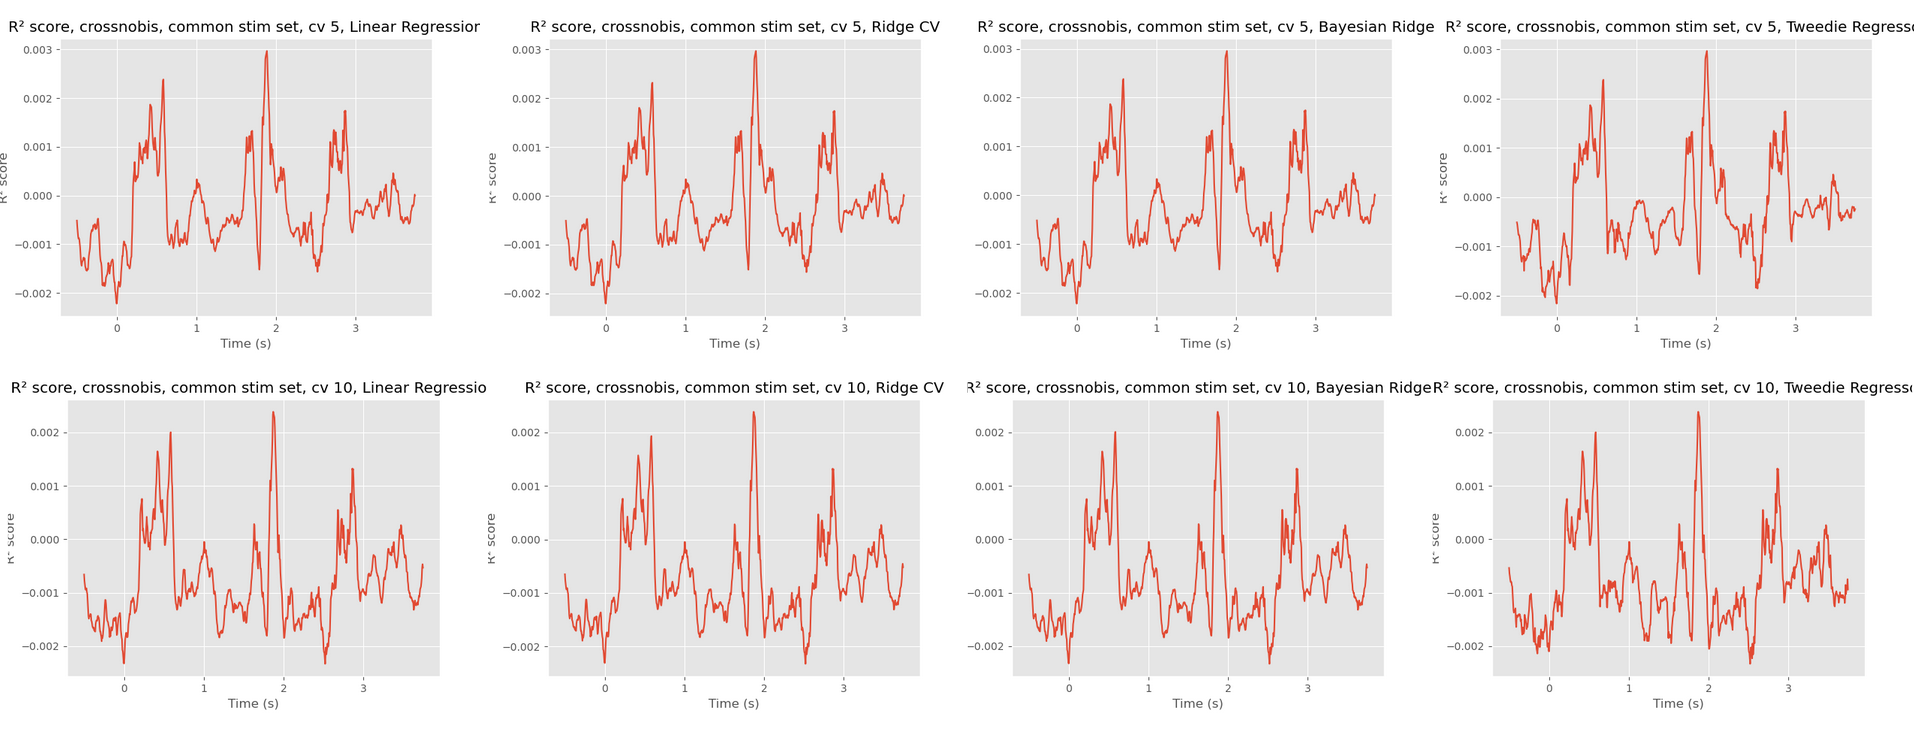 R² score, crossnobis, common stim set, cv 5, Linear Regression
R² score, crossnobis, common stim set, cv 5, Ridge CV
R² score, crossnobis, common stim set, cv 5, Bayesian Ridge
R² score, crossnobis, common stim set, cv 5, Tweedie Regresso
0.003 0.003 0.003 0.003
0.002 0.002 0.002 0.002
0.001 0.001 0.001 0.001
R² score R² score R² score
0.000 0.000 0.000 0.000
−0.001 −0.001 −0.001 −0.001
−0.002 −0.002 −0.002 −0.002
0 1 2 3 0 1 2 3 0 1 2 3 0 1 2 3
Time (s) Time (s) Time (s) Time (s)
R² score, crossnobis, common stim set, cv 10, Linear Regressio
R² score, crossnobis, common stim set, cv 10, Ridge CV
R² score, crossnobis, common stim set, cv 10, Bayesian Ridge
R² score, crossnobis, common stim set, cv 10, Tweedie Regresso
0.002 0.002 0.002 0.002
0.001 0.001 0.001 0.001
R² score R² score R² score
0.000 0.000 0.000 0.000
−0.001 −0.001 −0.001 −0.001
−0.002 −0.002 −0.002 −0.002
0 1 2 3 0 1 2 3 0 1 2 3 0 1 2 3
Time (s) Time (s) Time (s) Time (s)